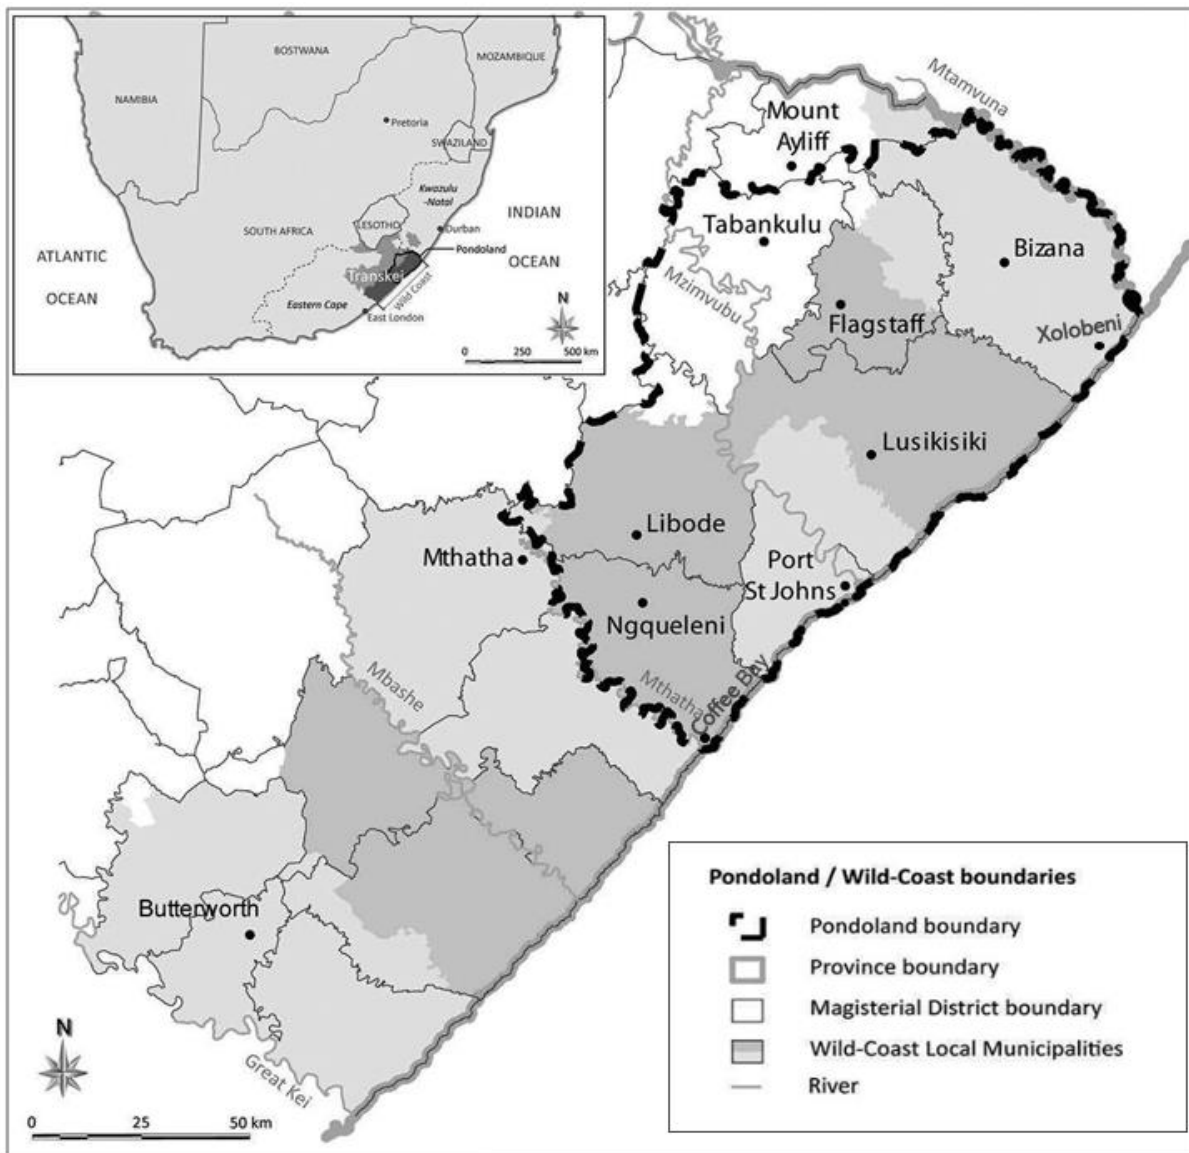 BOSTWANA
MOZAMBIQUE
NAMIBIA
Pretoria
SWAZILAND
Kwazulu
-Natal
INDIAN
OCEAN
LESOTHO
SOUTH AFRICA
Durban
Pondoland
ATLANTIC
OCEAN
Transkei
Wild Coast
Eastern Cape
East London
N
0 250 500 km
Mtamvuna
Mount
Ayliff
Tabankulu
Bizana
Mzimvubu
Flagstaff
Xolobeni
Lusikisiki
Libode
Mthatha
Port
St Johns
Ngqueleni
Mthatha
Coffee Bay
Mbashe
Butterworth
Great Kei
N
0 25 50 km
Pondoland / Wild-Coast boundaries
Pondoland boundary
Province boundary
Magisterial District boundary
Wild-Coast Local Municipalities
River